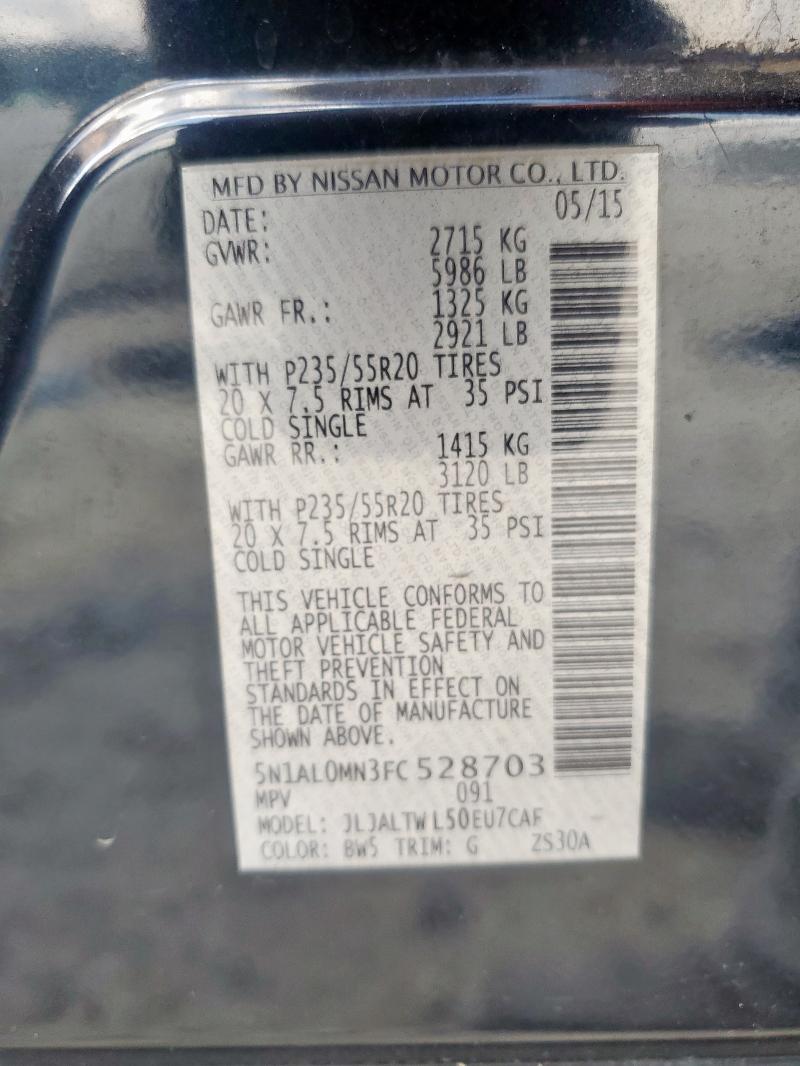 MFD BY NISSAN MOTOR CO., LTD.
DATE: 05/15
GVWR: 2715 KG
5986 LB
GAWR FR.: 1325 KG
2921 LB
WITH P235/55R20 TIRES
20 X 7.5 RIMS AT 35 PSI
COLD SINGLE
GAWR RR.: 1415 KG
3120 LB
WITH P235/55R20 TIRES
20 X 7.5 RIMS AT 35 PSI
COLD SINGLE
THIS VEHICLE CONFORMS TO
ALL APPLICABLE FEDERAL
MOTOR VEHICLE SAFETY AND
THEFT PREVENTION
STANDARDS IN EFFECT ON
THE DATE OF MANUFACTURE
SHOWN ABOVE.
5N1AL0MN3FC528703
MPV 091
MODEL: JLJALTWL50EU7CAF
COLOR: BW5 TRIM: G ZS30A